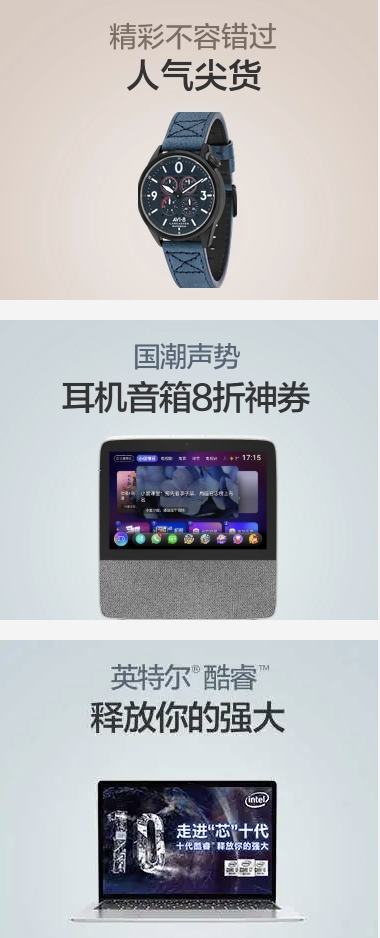 精彩不容错过
人气尖货
0
9
3
AVI-8
国潮声势
耳机音箱8折神券
17:15
英特尔®酷睿™
释放你的强大
intel
10
走进“芯”十代
十代酷睿™释放你的强大